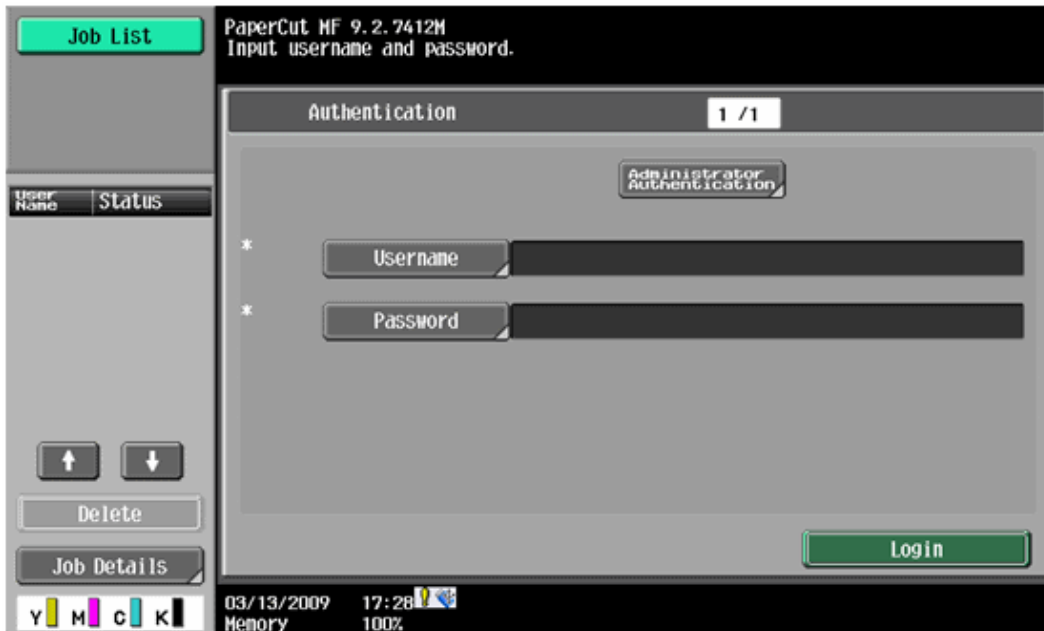 Job List
PaperCut MF 9.2.7412M
Input username and password.
Authentication
1 /1
Administrator
Authentication
User
Name
Status
* Username
* Password
Delete
Login
Job Details
Y M C K
03/13/2009 17:28
Memory 100%